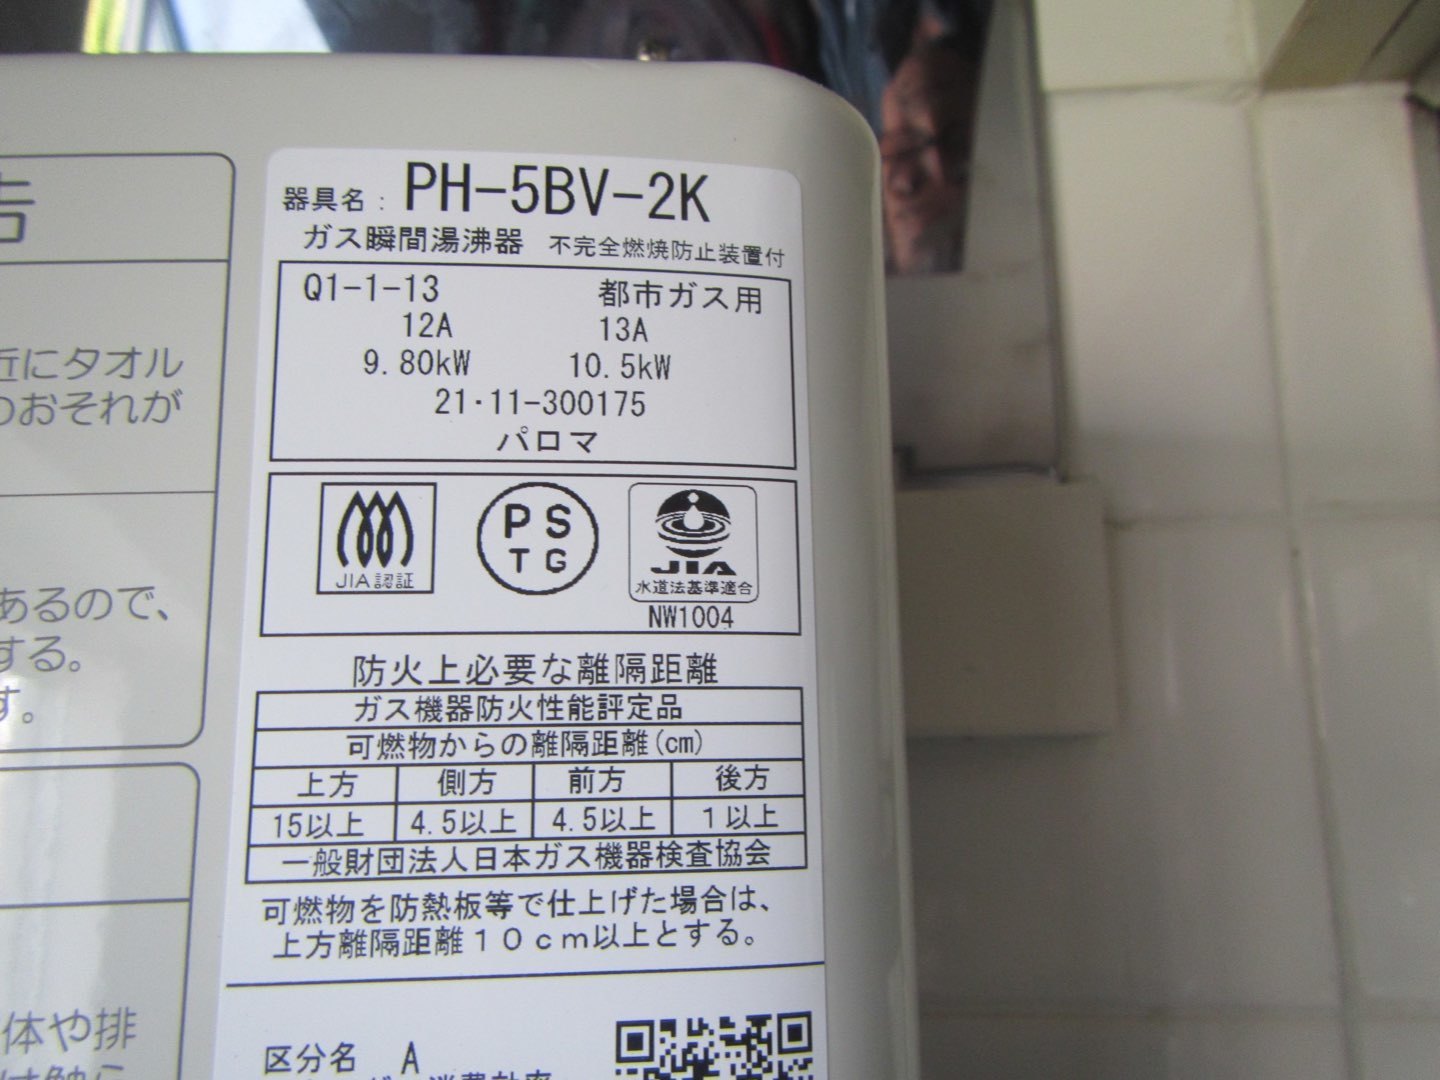 告
近にタオル
のおそれが
あるので、
する。
す。
体や排
器具名: PH-5BV-2K
ガス瞬間湯沸器 不完全燃焼防止装置付
Q1-1-13 都市ガス用
12A 13A
9.80kW 10.5kW
21・11-300175
パロマ
JIA認証
PS
TG
JIA
水道法基準適合
NW1004
防火上必要な離隔距離
ガス機器防火性能評定品
可燃物からの離隔距離(cm)
上方 側方 前方 後方
15以上 4.5以上 4.5以上 1以上
一般財団法人日本ガス機器検査協会
可燃物を防熱板等で仕上げた場合は、
上方離隔距離10cm以上とする。
区分名 A